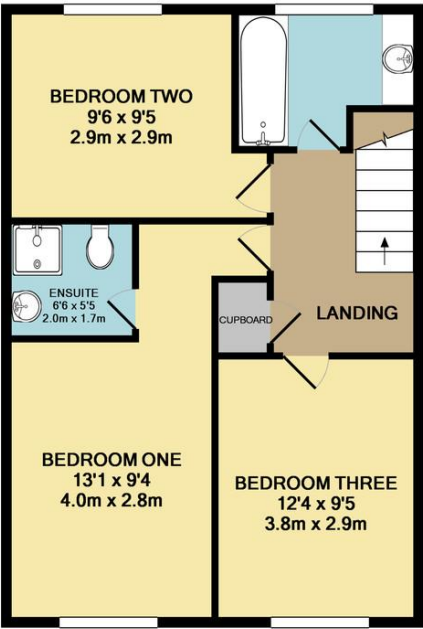 BEDROOM TWO
9'6 x 9'5
2.9m x 2.9m
ENSUITE
6'6 x 5'5
2.0m x 1.7m
CUPBOARD
LANDING
BEDROOM ONE
13'1 x 9'4
4.0m x 2.8m
BEDROOM THREE
12'4 x 9'5
3.8m x 2.9m